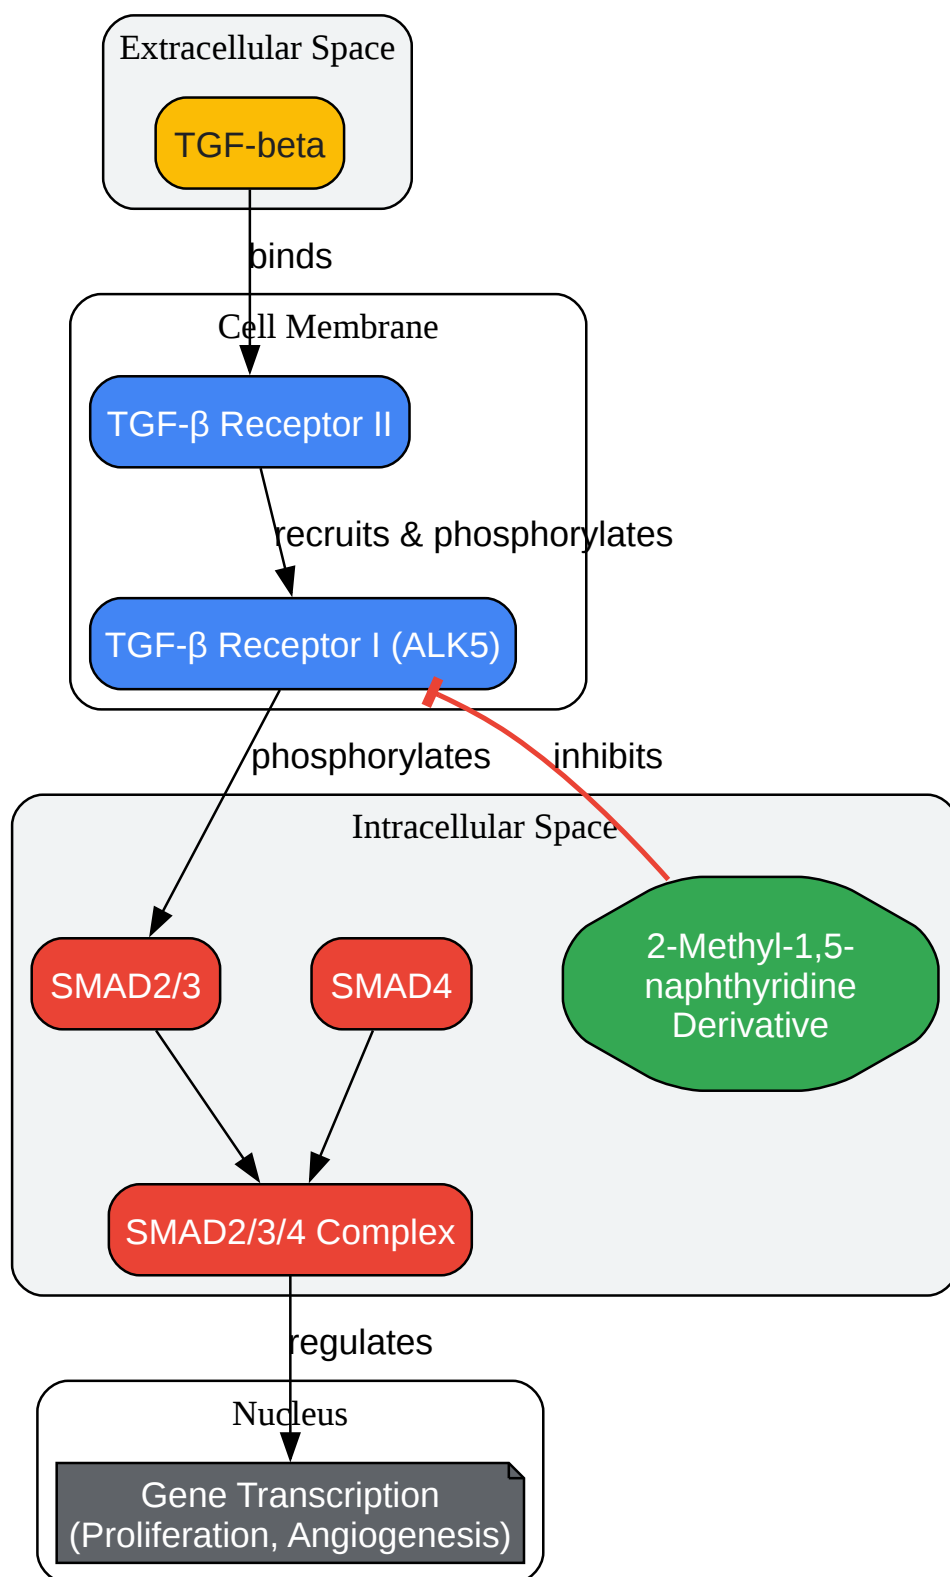 Extracellular Space
TGF-beta
binds
Cell Membrane
TGF-β Receptor II
recruits & phosphorylates
TGF-β Receptor I (ALK5)
phosphorylates
inhibits
Intracellular Space
SMAD2/3
SMAD4
2-Methyl-1,5-
naphthyridine
Derivative
SMAD2/3/4 Complex
regulates
Nucleus
Gene Transcription
(Proliferation, Angiogenesis)